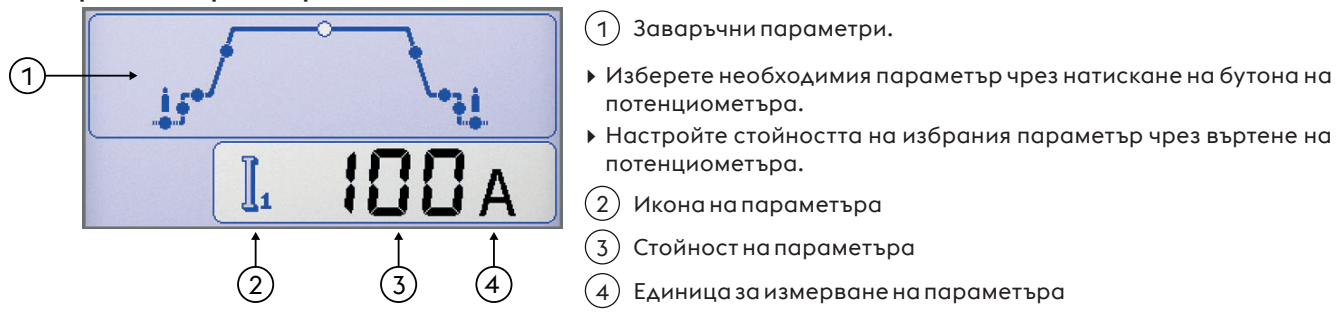 1
I1
100 A
2
3
4
1 Заваръчни параметри.
Изберете необходимия параметър чрез натискане на бутона на
потенциометъра.
Настройте стойността на избрания параметър чрез въртене на
потенциометъра.
2 Икона на параметъра
3 Стойност на параметъра
4 Единица за измерване на параметъра